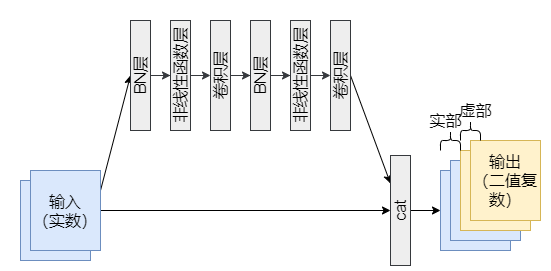 BN层
非线性函数层
卷积层
BN层
非线性函数层
卷积层
虚部
实部
输入
（实数）
cat
输出
（二值复
数）